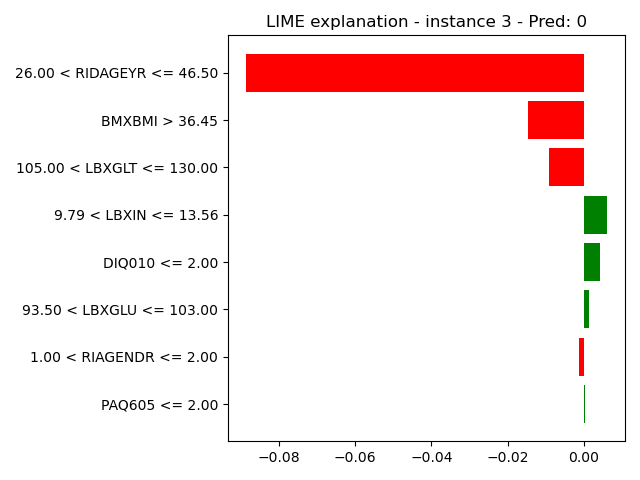 LIME explanation - instance 3 - Pred: 0
26.00 < RIDAGEYR <= 46.50
BMXBMI > 36.45
105.00 < LBXGLT <= 130.00
9.79 < LBXIN <= 13.56
DIQ010 <= 2.00
93.50 < LBXGLU <= 103.00
1.00 < RIAGENDR <= 2.00
PAQ605 <= 2.00
−0.08 −0.06 −0.04 −0.02 0.00